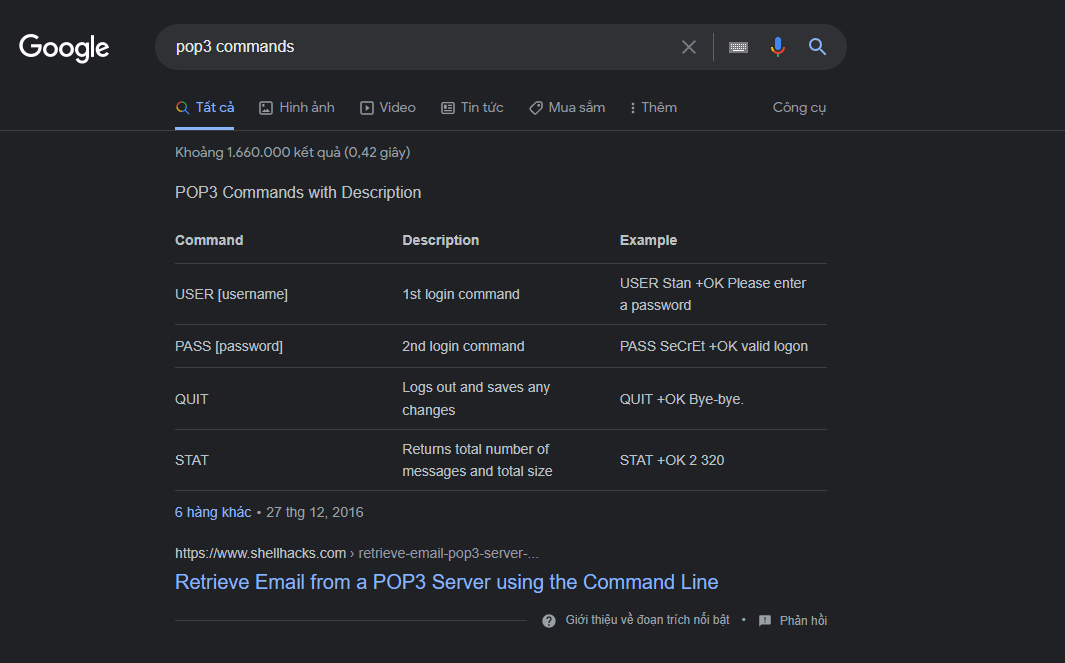 Google
pop3 commands
Tất cả
Hình ảnh
Video
Tin tức
Mua sắm
Thêm
Công cụ
Khoảng 1.660.000 kết quả (0,42 giây)
POP3 Commands with Description
Command Description Example
USER [username] 1st login command USER Stan +OK Please enter
a password
PASS [password] 2nd login command PASS SeCrEt +OK valid logon
QUIT Logs out and saves any
changes QUIT +OK Bye-bye.
STAT Returns total number of
messages and total size STAT +OK 2 320
6 hàng khác • 27 thg 12, 2016
https://www.shellhacks.com › retrieve-email-pop3-server-...
Retrieve Email from a POP3 Server using the Command Line
Giới thiệu về đoạn trích nổi bật • Phản hồi